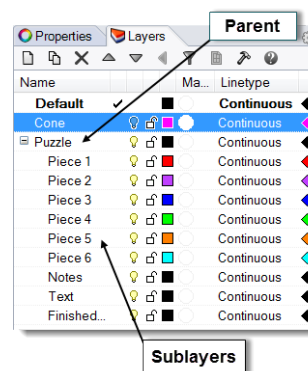 Parent
Properties Layers
Name Ma... Linetype
Default Continuous
Cone Continuous
Puzzle Continuous
Piece 1 Continuous
Piece 2 Continuous
Piece 3 Continuous
Piece 4 Continuous
Piece 5 Continuous
Piece 6 Continuous
Notes Continuous
Text Continuous
Finished... Continuous
Sublayers